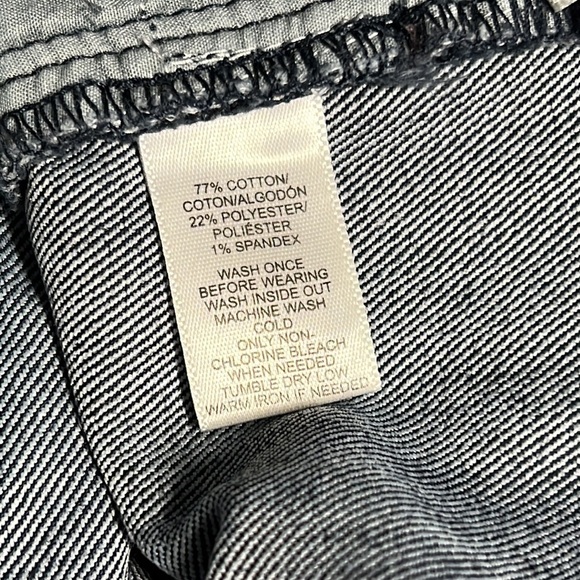 77% COTTON/
COTON/ALGODÓN
22% POLYESTER/
POLIÉSTER
1% SPANDEX
WASH ONCE
BEFORE WEARING
WASH INSIDE OUT
MACHINE WASH
COLD
ONLY NON-
CHLORINE BLEACH
WHEN NEEDED
TUMBLE DRY LOW
WARM IRON IF NEEDED